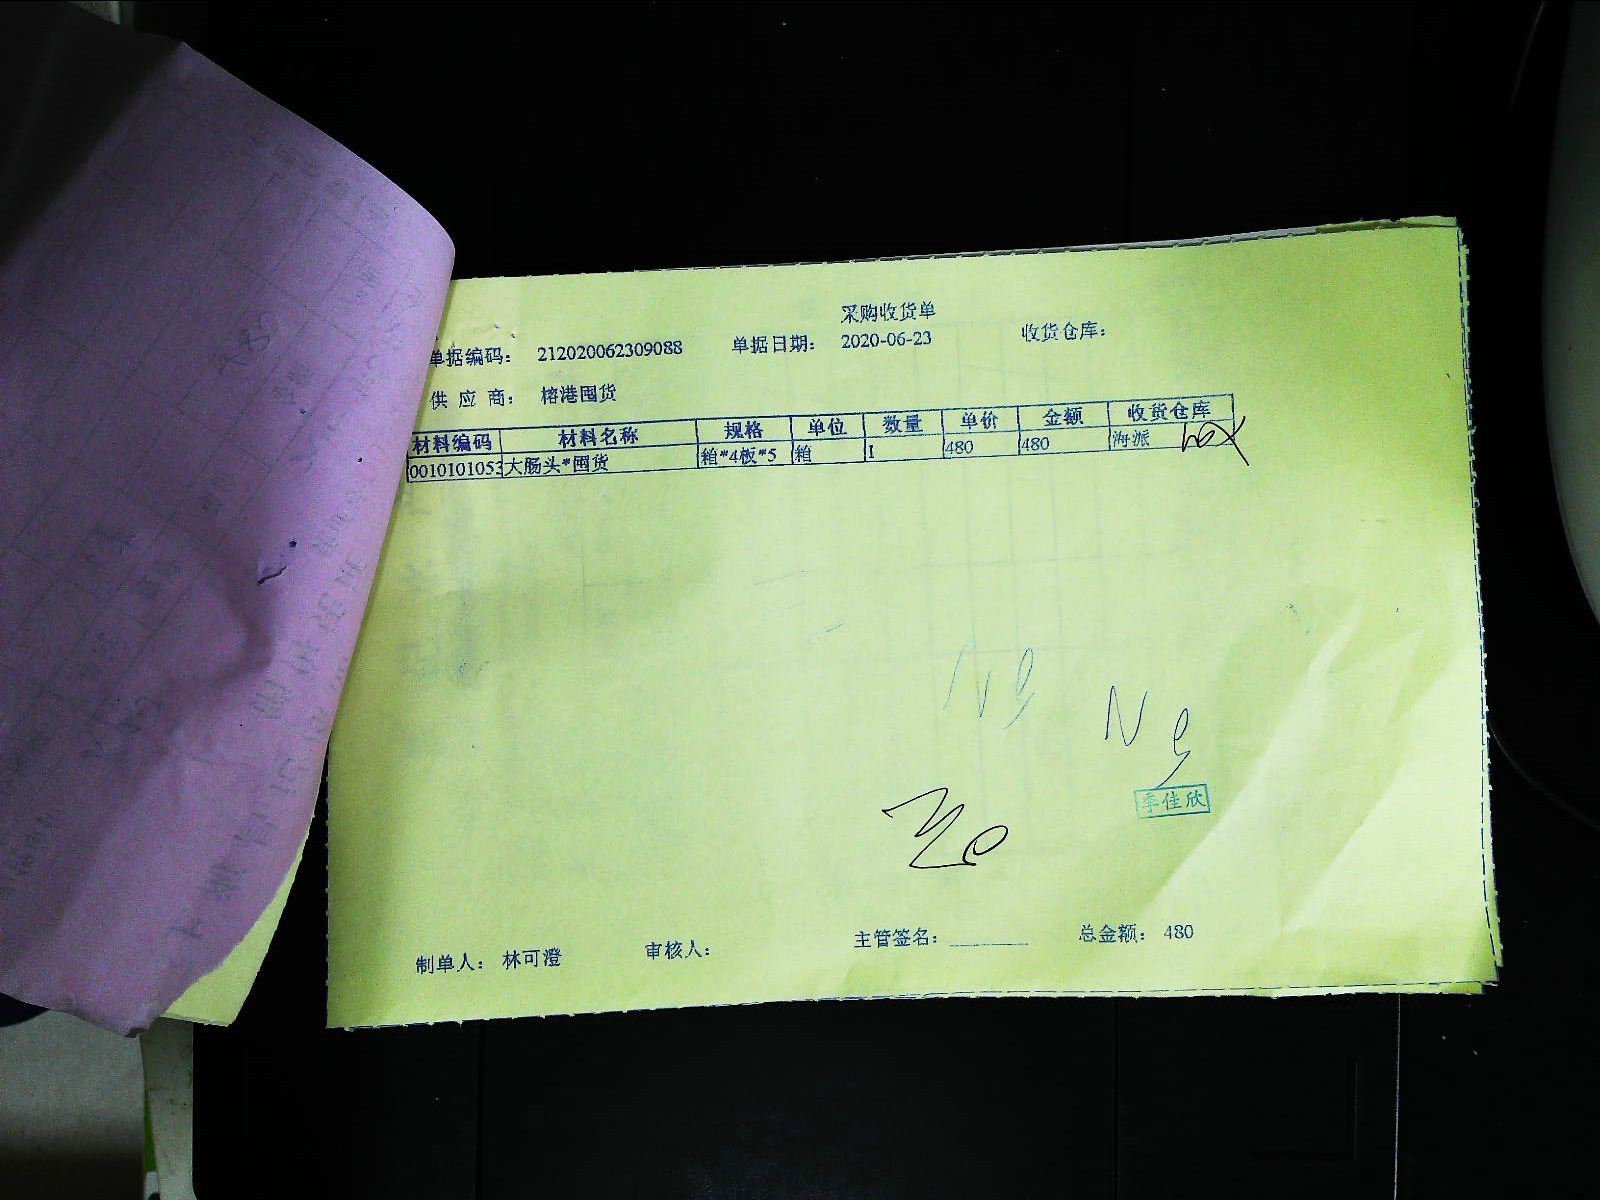 采购收货单
单据编码： 212020062309088 单据日期： 2020-06-23 收货仓库：
供 应 商： 榕港囤货
材料编码 材料名称 规格 单位 数量 单价 金额 收货仓库
0010101053 大肠头*囤货 箱*4板*5 箱 1 480 480 海派
李佳欣
制单人： 林可澄 审核人： 主管签名： 总金额： 480